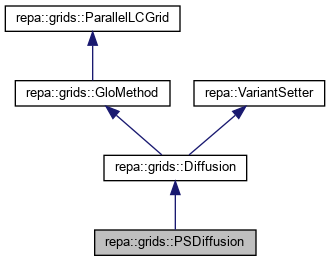 repa::grids::ParallelLCGrid
repa::grids::GloMethod
repa::VariantSetter
repa::grids::Diffusion
repa::grids::PSDiffusion